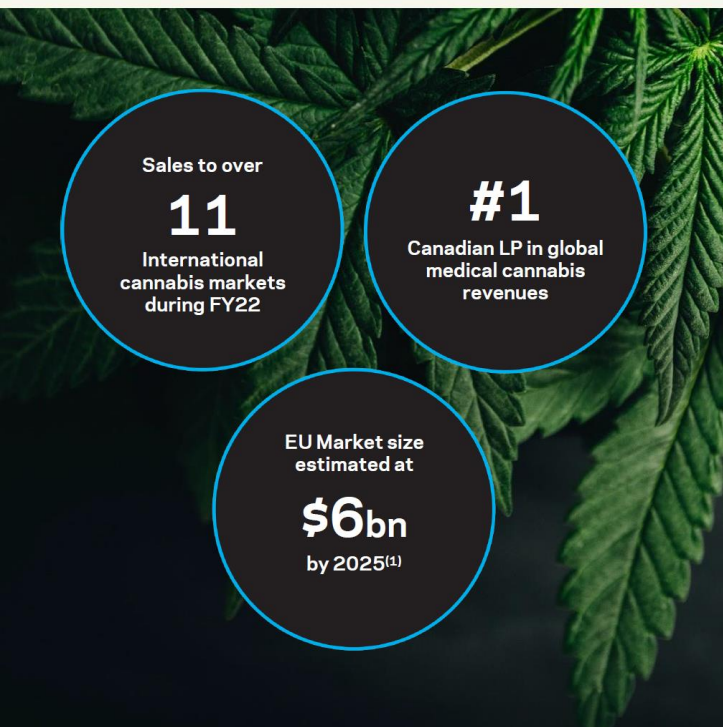 Sales to over
11
International
cannabis markets
during FY22
#1
Canadian LP in global
medical cannabis
revenues
EU Market size
estimated at
$6bn
by 2025(1)